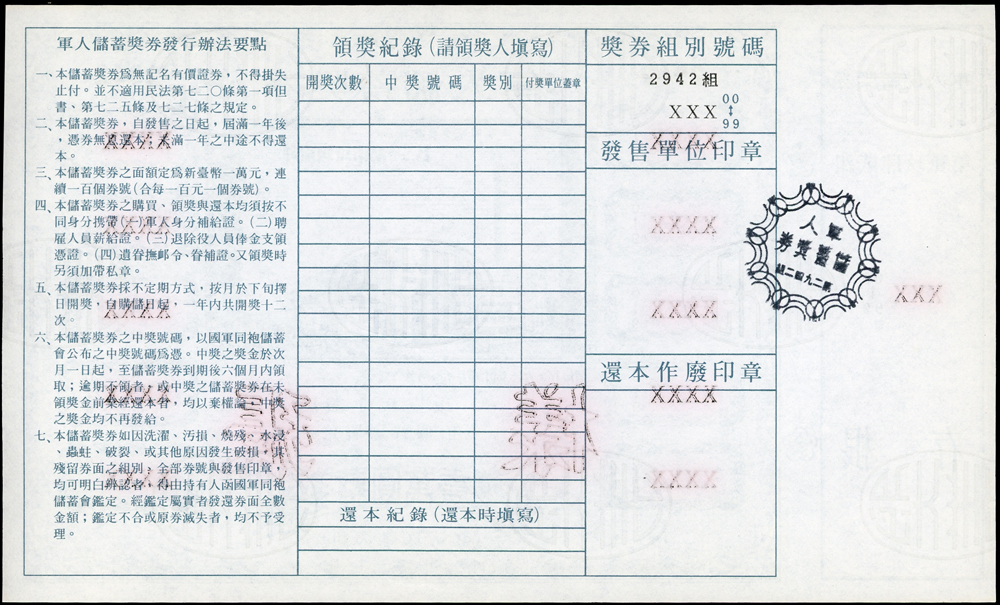 軍人儲蓄獎券發行辦法要點
一、本儲蓄獎券爲無記名有價證券，不得掛失
止付。並不適用民法第七二〇條第一項但
書、第七二五條及七二七條之規定。
二、本儲蓄獎券，自發售之日起，屆滿一年後
，憑券無息還本，未滿一年之中途不得還
本。
三、本儲蓄獎券之面額定爲新臺幣一萬元，連
續一百個券號（合每一百元一個券號）。
四、本儲蓄獎券之購買、領獎與還本均須按不
同身分携帶（一）軍人身分補給證。（二）聘
雇人員薪給證。（三）退除役人員俸金支領
憑證。（四）遺眷撫邺令、眷補證。又領獎時
另須加帶私章。
五、本儲蓄獎券採不定期方式，按月於下旬擇
日開獎，自購儲日起，一年內共開獎十二
次。
六、本儲蓄獎券之中獎號碼，以國軍同袍儲蓄
會公布之中獎號碼爲憑。中獎之獎金於次
月一日起，至儲蓄獎券到期後六個月內領
取；逾期不領者，或中獎之儲蓄獎券在未
領獎金前業經還本者，均以棄權論，中獎
之獎金均不再發給。
七、本儲蓄獎券如因洗濯、汚損、燒殘、水浸
、蟲蛀、破裂、或其他原因發生破損，其
殘留券面之組別、全部券號與發售印章，
均可明白辨認者，得由持有人函國軍同袍
儲蓄會鑑定。經鑑定屬實者發還券面全數
金額；鑑定不合或原券滅失者，均不予受
理。
領獎紀錄（請領獎人填寫）
開獎次數 中獎號碼 獎別 付獎單位蓋章
還本紀錄（還本時填寫）
獎券組別號碼
2942組
XXX 00
↕
99
發售單位印章
還本作廢印章
XXXX
XXXX
XXXX
XXXX
XXXX
XXXX
XXXX
XXXX
XXXX
XXXX
XXX
軍人
儲蓄獎券
第二九四二組